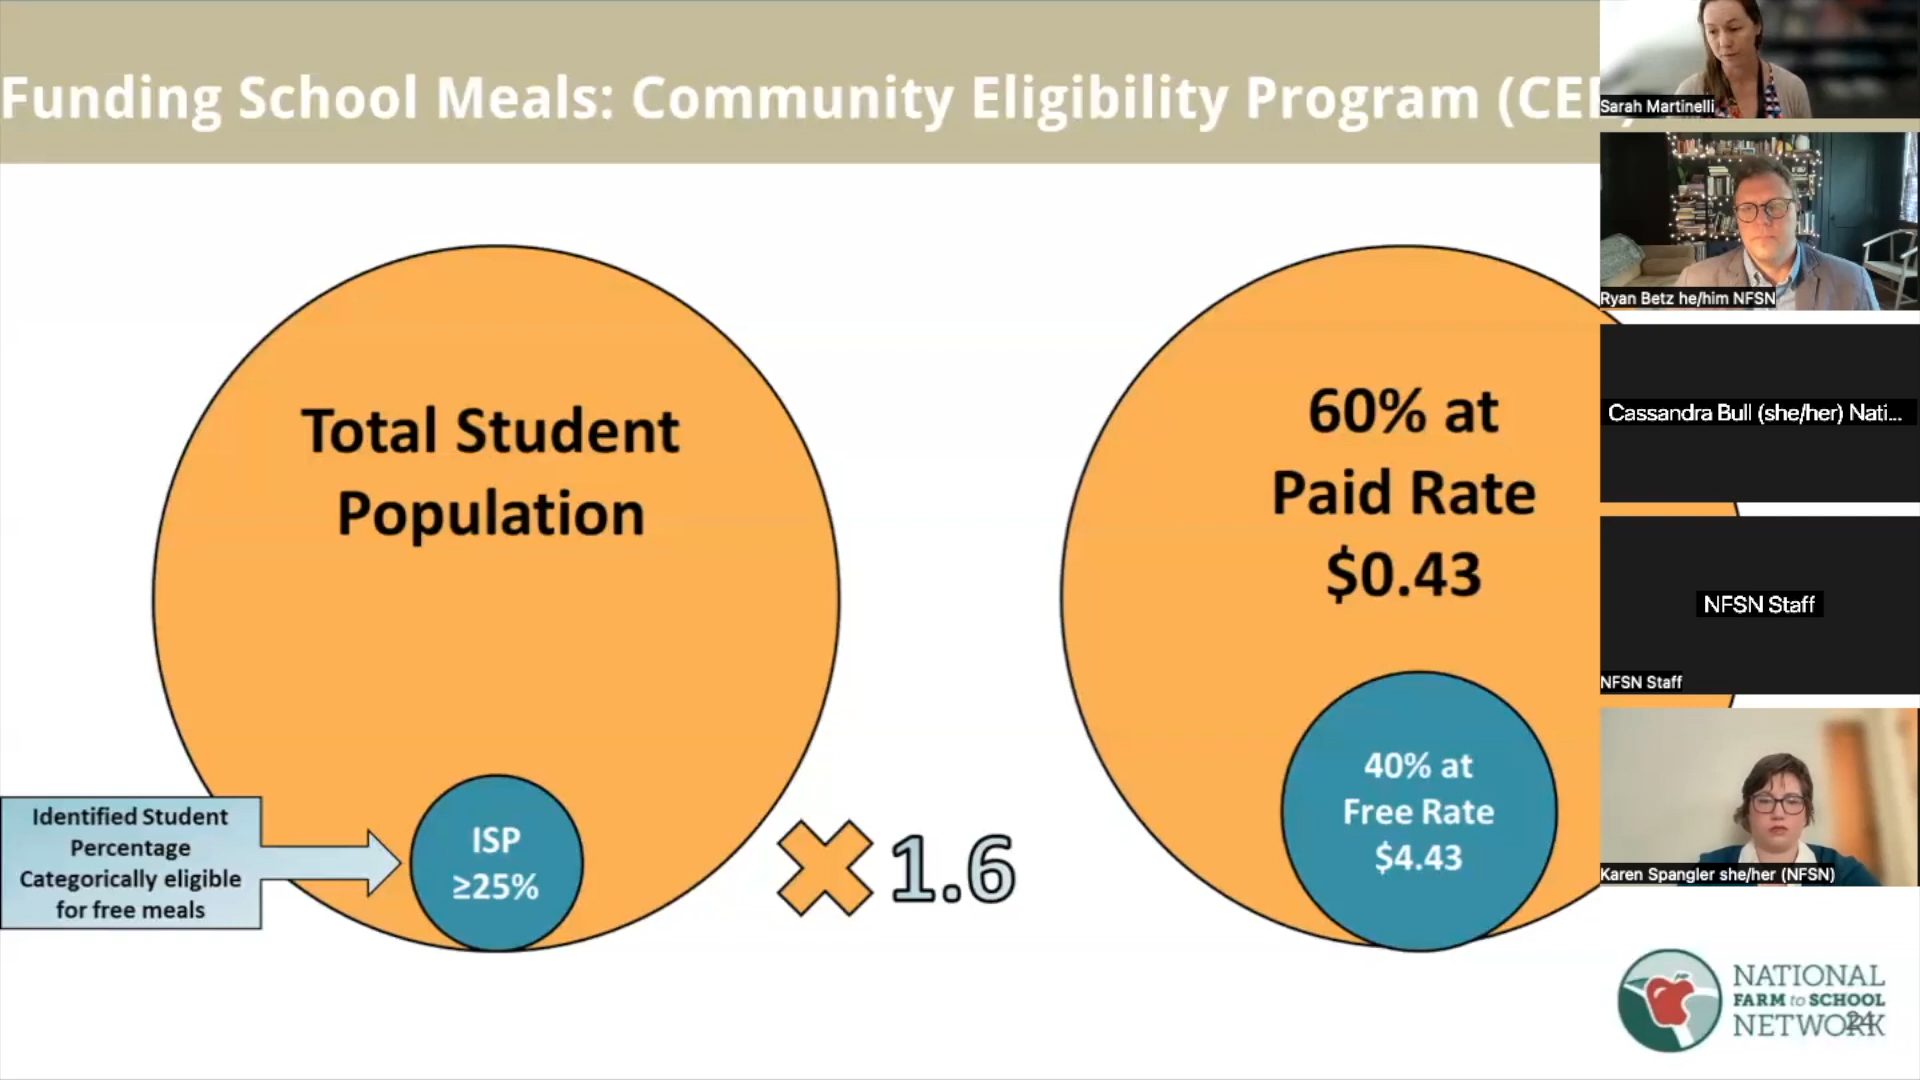 Funding School Meals: Community Eligibility Program (CEP)
Total Student
Population
Identified Student
Percentage
Categorically eligible
for free meals
ISP
≥25%
1.6
60% at
Paid Rate
$0.43
40% at
Free Rate
$4.43
Sarah Martinelli
Ryan Betz he/him NFSN
Cassandra Bull (she/her) Nati...
NFSN Staff
NFSN Staff
Karen Spangler she/her (NFSN)
NATIONAL
FARM to SCHOOL
NETWORK
24